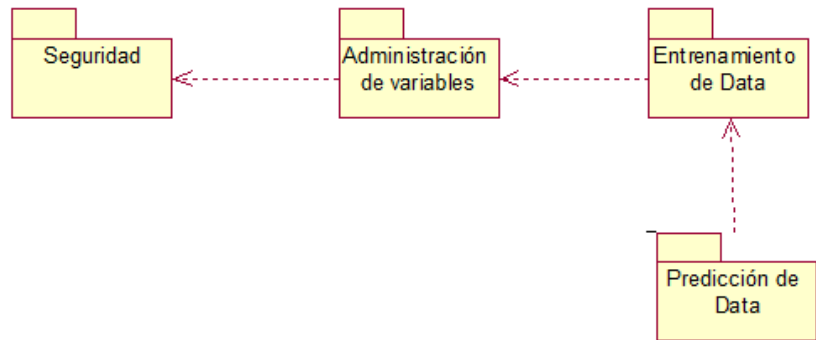 Seguridad
Administración
de variables
Entrenamiento
de Data
Predicción de
Data